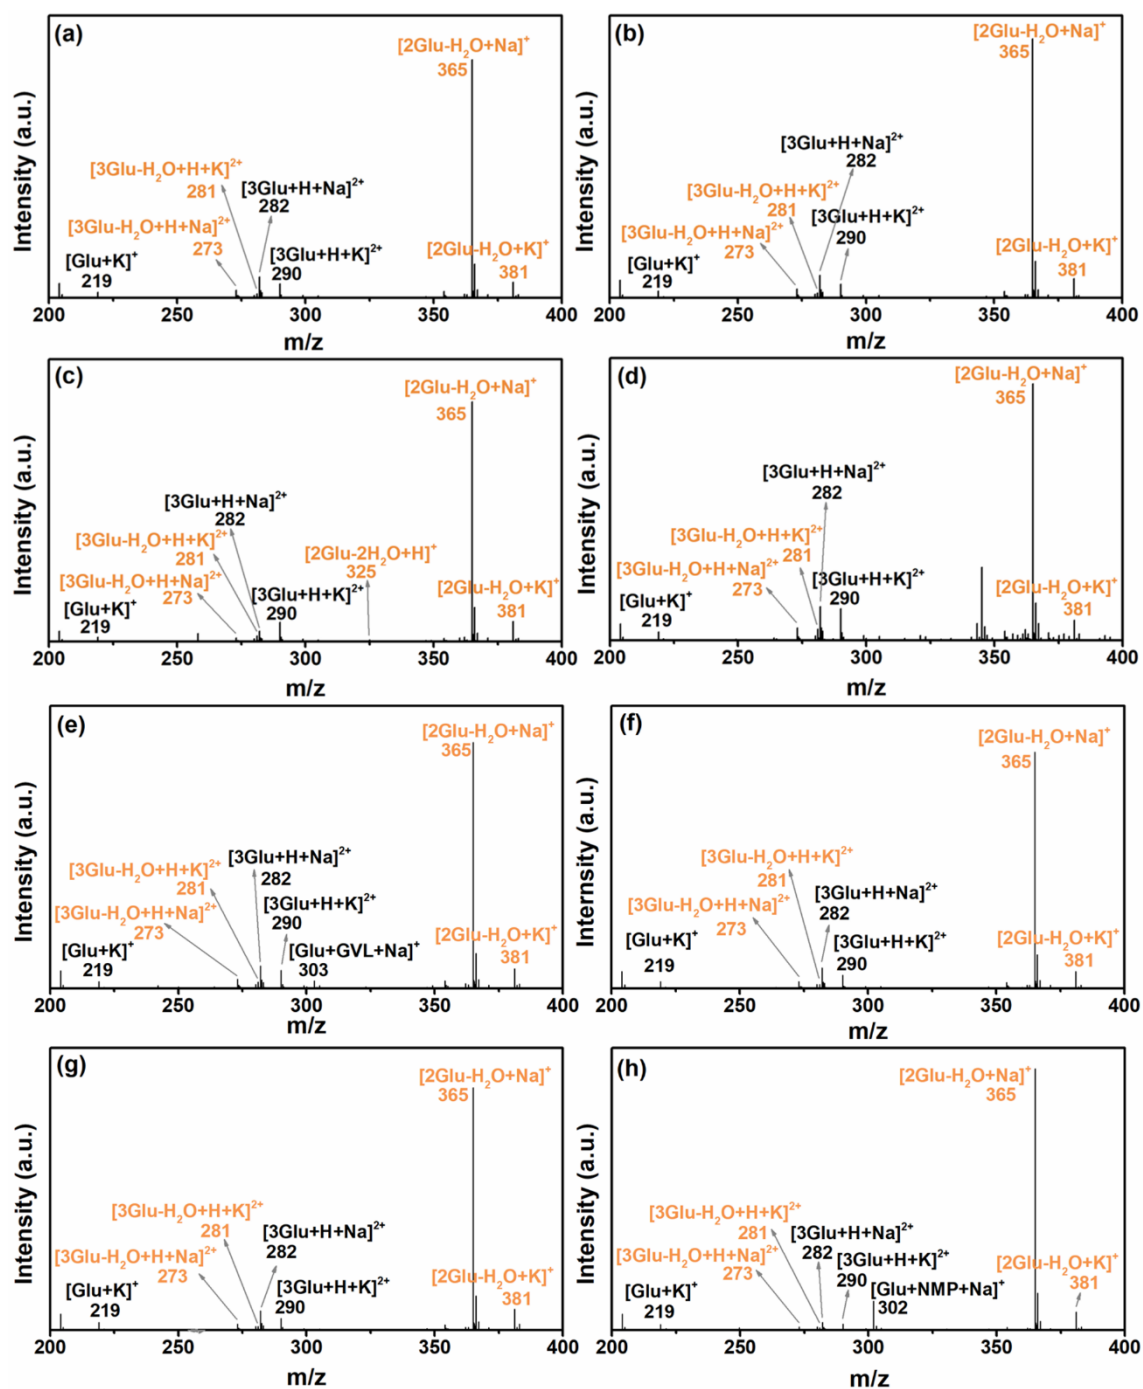 (a)
[2Glu-H₂O+Na]⁺
365
[3Glu-H₂O+H+K]²⁺
281
[3Glu+H+Na]²⁺
282
[3Glu-H₂O+H+Na]²⁺
273
[3Glu+H+K]²⁺
290
[Glu+K]⁺
219
[2Glu-H₂O+K]⁺
381
Intensity (a.u.)
200 250 300 350 400
m/z
(b)
[2Glu-H₂O+Na]⁺
365
[3Glu+H+Na]²⁺
282
[3Glu-H₂O+H+K]²⁺
281
[3Glu+H+K]²⁺
290
[3Glu-H₂O+H+Na]²⁺
273
[Glu+K]⁺
219
[2Glu-H₂O+K]⁺
381
Intensity (a.u.)
200 250 300 350 400
m/z
(c)
[2Glu-H₂O+Na]⁺
365
[3Glu+H+Na]²⁺
282
[3Glu-H₂O+H+K]²⁺
281
[2Glu-2H₂O+H]⁺
325
[3Glu-H₂O+H+Na]²⁺
273
[3Glu+H+K]²⁺
290
[Glu+K]⁺
219
[2Glu-H₂O+K]⁺
381
Intensity (a.u.)
200 250 300 350 400
m/z
(d)
[2Glu-H₂O+Na]⁺
365
[3Glu+H+Na]²⁺
282
[3Glu-H₂O+H+K]²⁺
281
[3Glu-H₂O+H+Na]²⁺
273
[3Glu+H+K]²⁺
290
[Glu+K]⁺
219
[2Glu-H₂O+K]⁺
381
Intensity (a.u.)
200 250 300 350 400
m/z
(e)
[2Glu-H₂O+Na]⁺
365
[3Glu+H+Na]²⁺
282
[3Glu-H₂O+H+K]²⁺
281
[3Glu+H+K]²⁺
290
[3Glu-H₂O+H+Na]²⁺
273
[Glu+K]⁺
219
[Glu+GVL+Na]⁺
303
[2Glu-H₂O+K]⁺
381
Intensity (a.u.)
200 250 300 350 400
m/z
(f)
[2Glu-H₂O+Na]⁺
365
[3Glu-H₂O+H+K]²⁺
281
[3Glu-H₂O+H+Na]²⁺
273
[3Glu+H+Na]²⁺
282
[3Glu+H+K]²⁺
290
[Glu+K]⁺
219
[2Glu-H₂O+K]⁺
381
Internsity (a.u.)
200 250 300 350 400
m/z
(g)
[2Glu-H₂O+Na]⁺
365
[3Glu-H₂O+H+K]²⁺
281
[3Glu+H+Na]²⁺
282
[3Glu-H₂O+H+Na]²⁺
273
[3Glu+H+K]²⁺
290
[Glu+K]⁺
219
[2Glu-H₂O+K]⁺
381
Intensity (a.u.)
200 250 300 350 400
m/z
(h)
[2Glu-H₂O+Na]⁺
365
[3Glu-H₂O+H+K]²⁺
281
[3Glu+H+Na]²⁺
282
[3Glu-H₂O+H+Na]²⁺
273
[3Glu+H+K]²⁺
290
[Glu+K]⁺
219
[Glu+NMP+Na]⁺
302
[2Glu-H₂O+K]⁺
381
Intensity (a.u.)
200 250 300 350 400
m/z